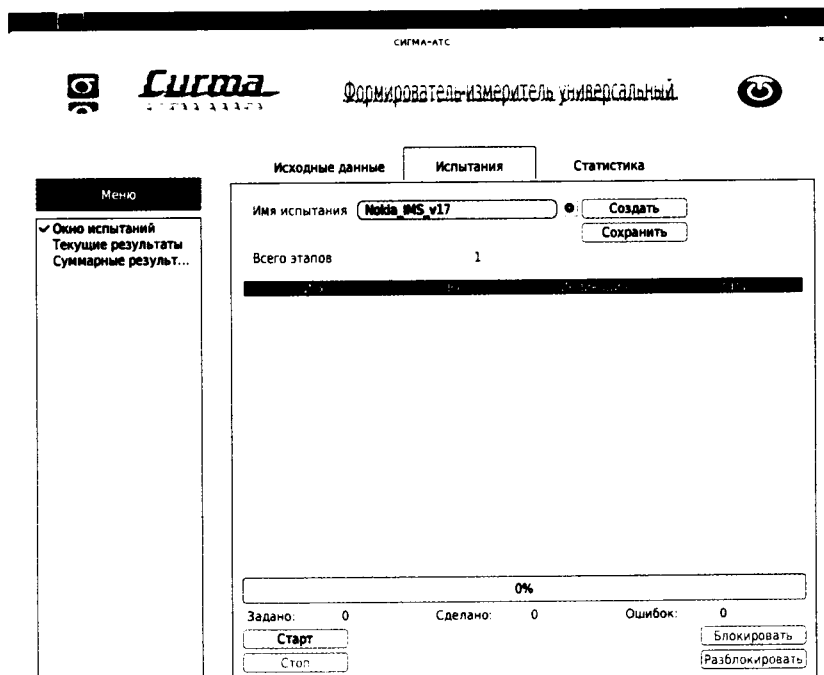 СИГМА-АТС
Сигма
Формирователь-измеритель универсальный
Исходные данные
Испытания
Статистика
Меню
Окно испытаний
Текущие результаты
Суммарные результ...
Имя испытания
Nokia_IMS_v17
Создать
Сохранить
Всего этапов 1
0%
Задано: 0 Сделано: 0 Ошибок: 0
Старт
Блокировать
Стоп
Разблокировать